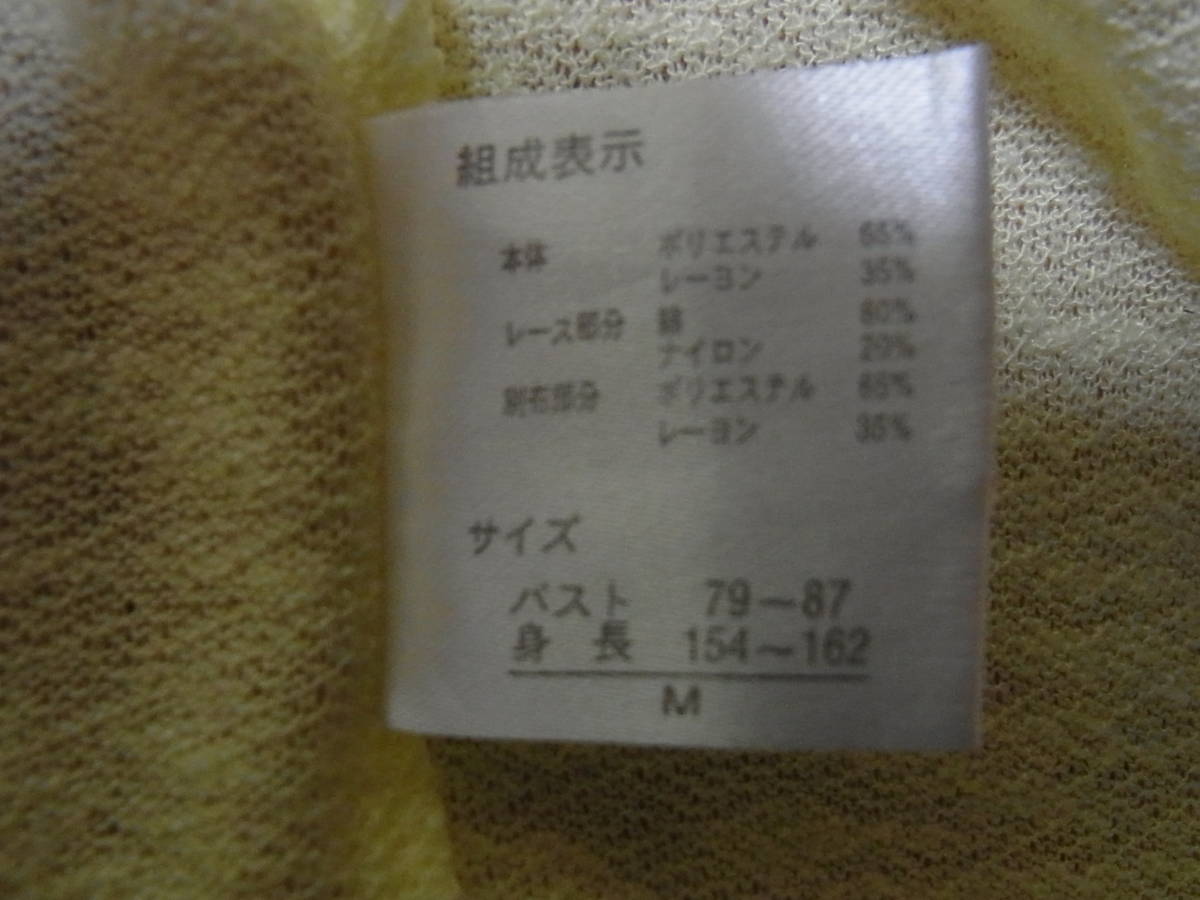 組成表示
本体 ポリエステル 65%
レーヨン 35%
レース部分 綿 80%
ナイロン 20%
別布部分 ポリエステル 65%
レーヨン 35%
サイズ
バスト 79～87
身長 154～162
M